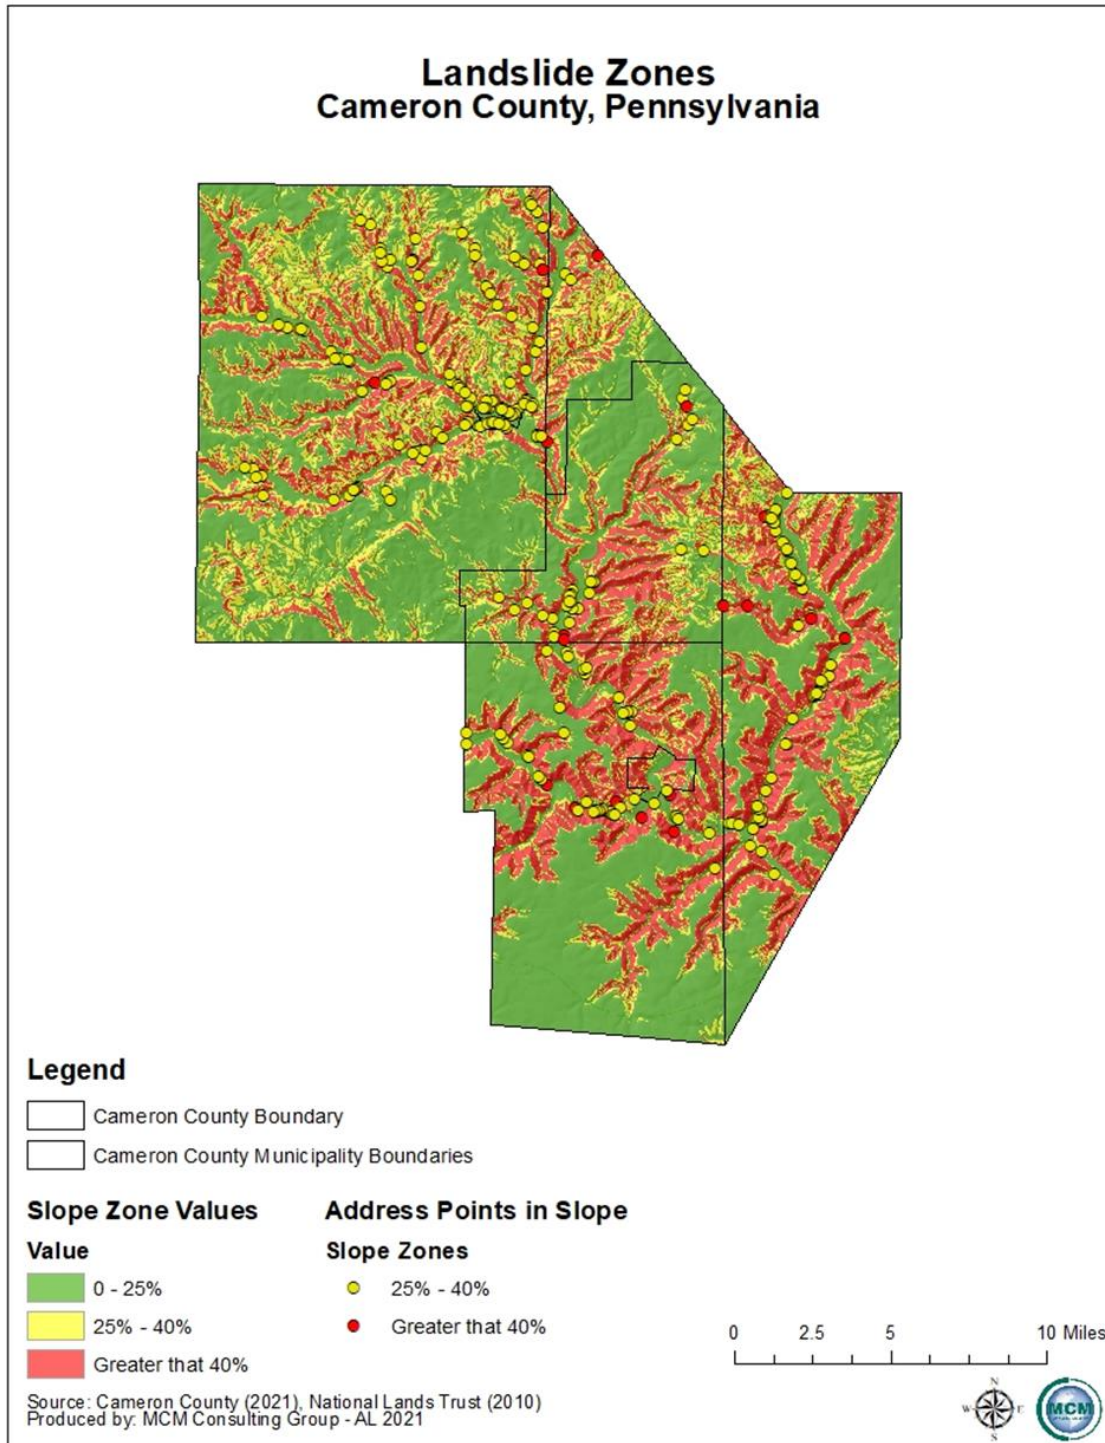 Landslide Zones
Cameron County, Pennsylvania
Legend
Cameron County Boundary
Cameron County Municipality Boundaries
Slope Zone Values
Value
0 - 25%
25% - 40%
Greater that 40%
Address Points in Slope
Slope Zones
25% - 40%
Greater that 40%
0 2.5 5 10 Miles
N
W E
S
MCM
Source: Cameron County (2021), National Lands Trust (2010)
Produced by: MCM Consulting Group - AL 2021